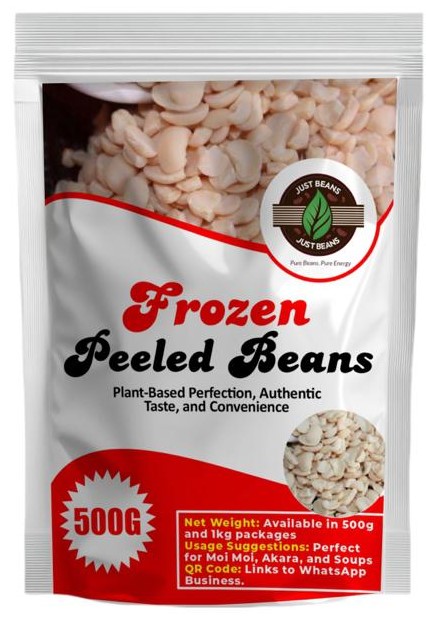 JUST BEANS
JUST BEANS
Pure Beans. Pure Energy
Frozen
Peeled Beans
Plant-Based Perfection, Authentic
Taste, and Convenience
500G
Net Weight: Available in 500g
and 1kg packages
Usage Suggestions: Perfect
for Moi Moi, Akara, and Soups
QR Code: Links to WhatsApp
Business.